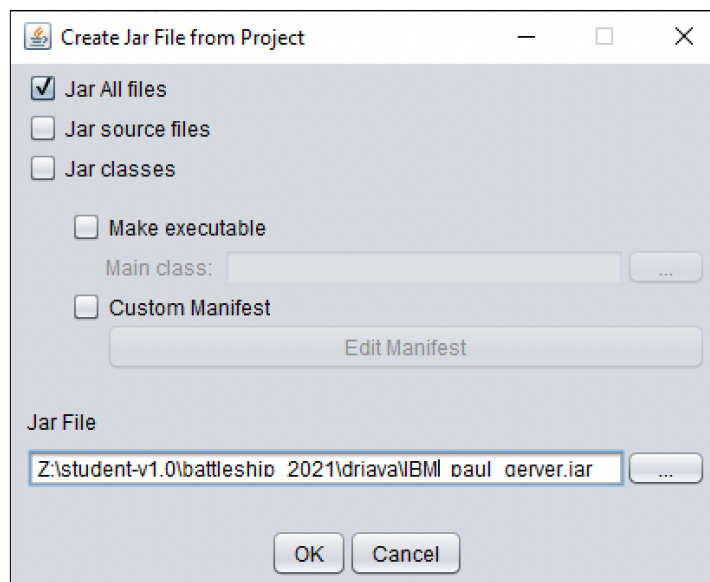 Create Jar File from Project
Jar All files
Jar source files
Jar classes
Make executable
Main class:
...
Custom Manifest
Edit Manifest
Jar File
Z:\student-v1.0\battleship_2021\drjava\IBM_paul_gerver.jar
...
OK
Cancel